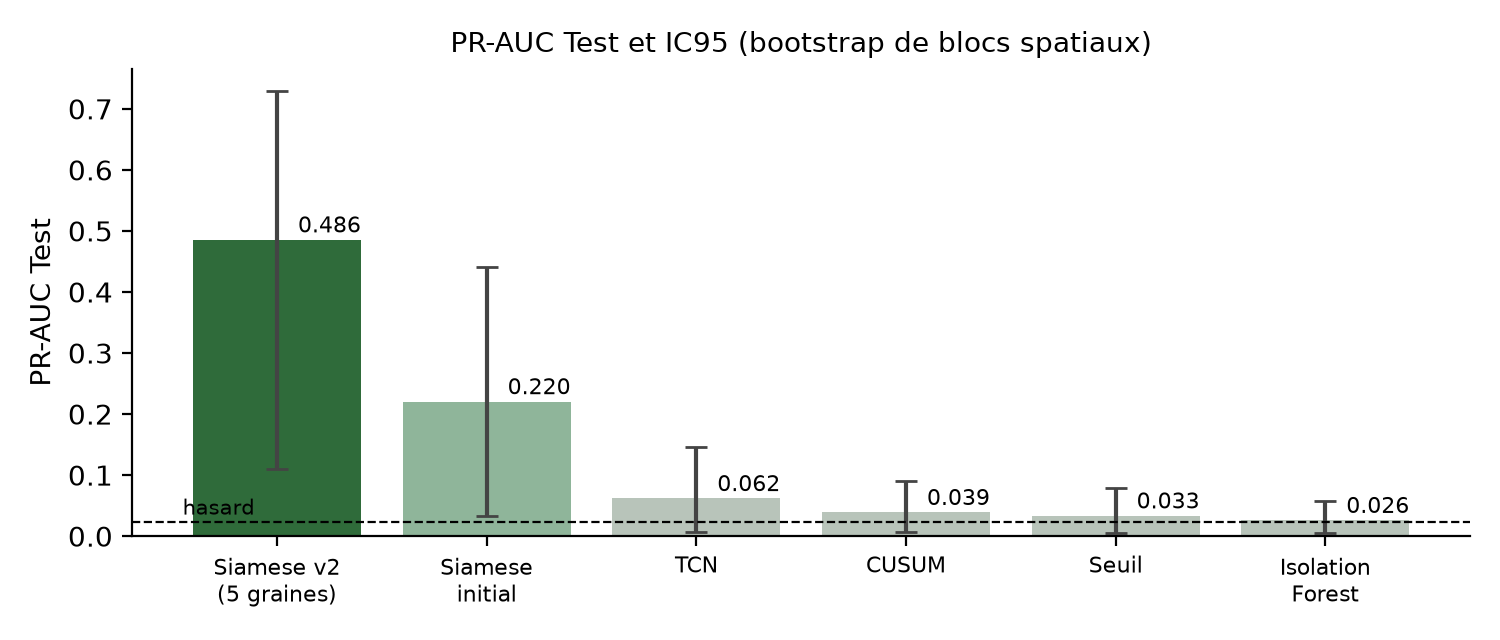 PR-AUC Test et IC95 (bootstrap de blocs spatiaux)
PR-AUC Test
0.7
0.6
0.5
0.4
0.3
0.2
0.1
0.0
0.486
0.220
0.062
0.039
0.033
0.026
hasard
Siamese v2
(5 graines)
Siamese
initial
TCN
CUSUM
Seuil
Isolation
Forest